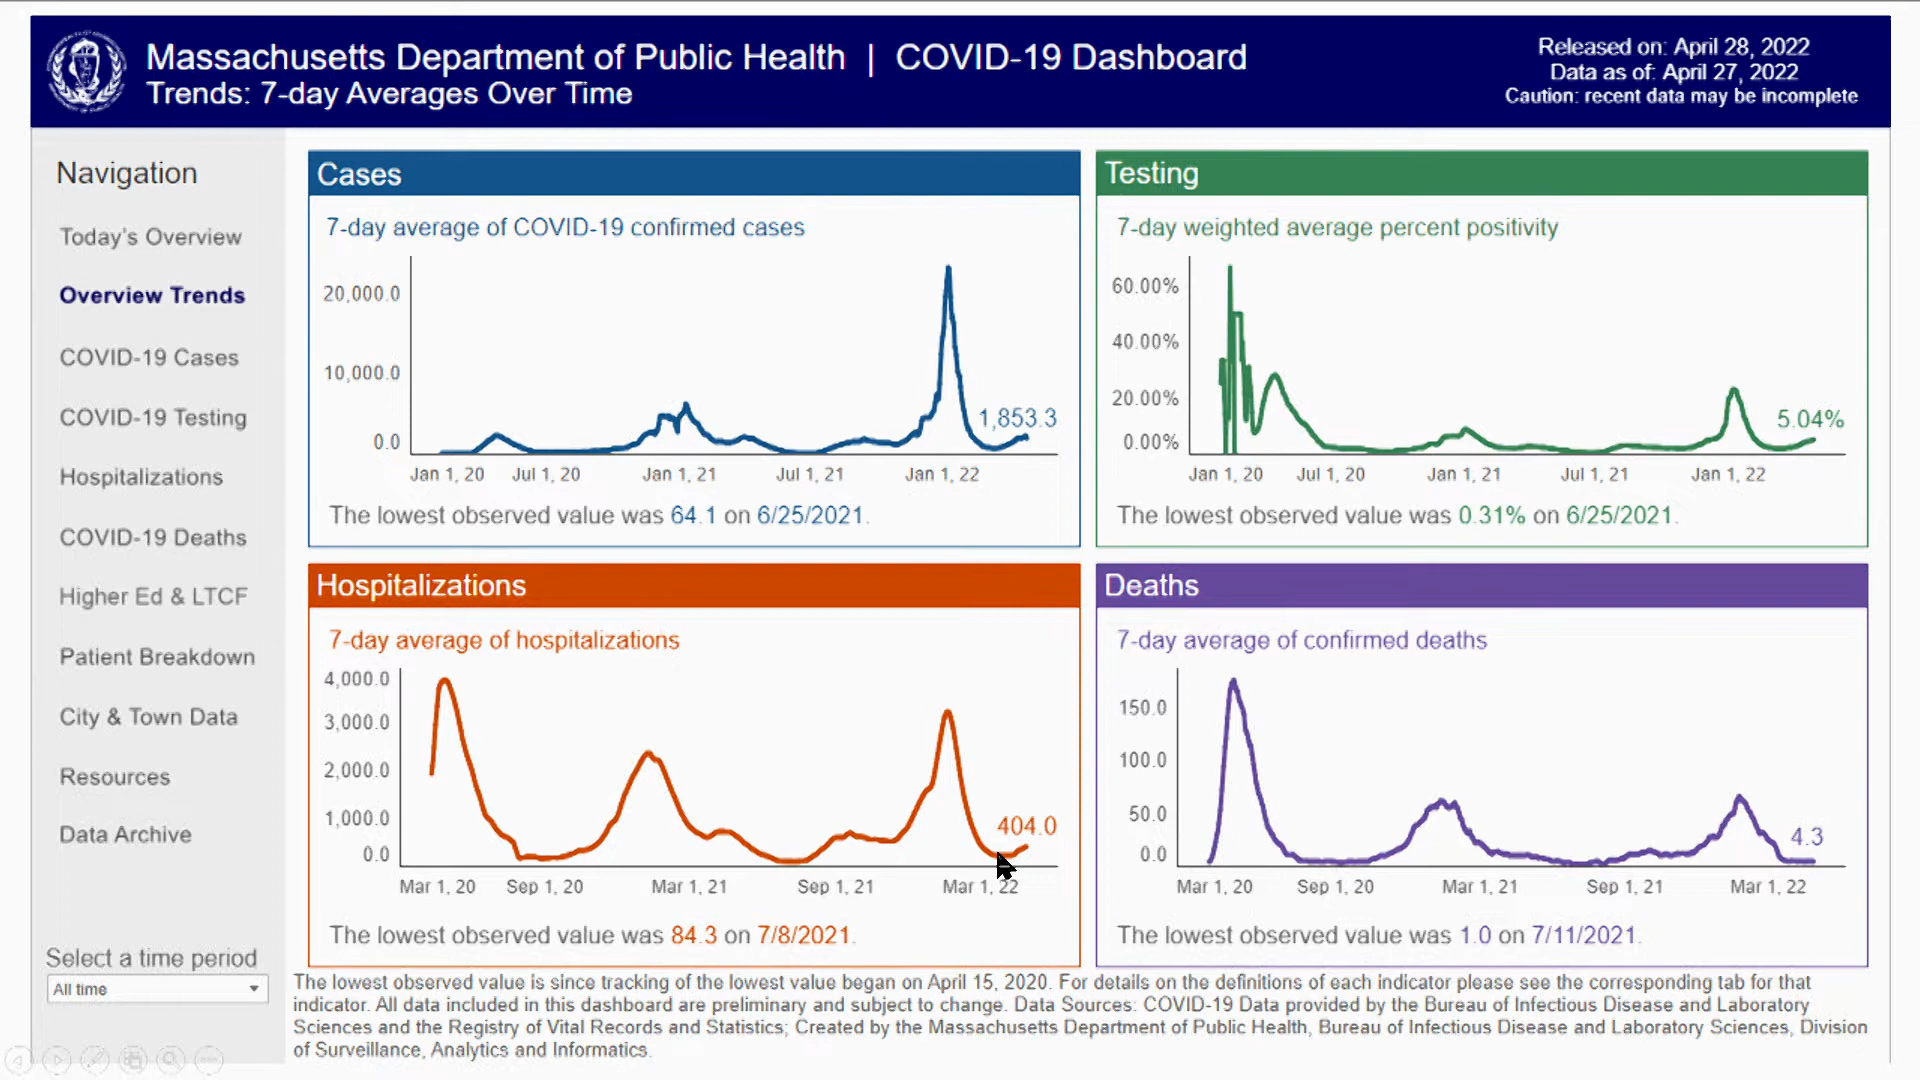 Massachusetts Department of Public Health | COVID-19 Dashboard
Trends: 7-day Averages Over Time
Released on: April 28, 2022
Data as of: April 27, 2022
Caution: recent data may be incomplete
Navigation
Today's Overview
Overview Trends
COVID-19 Cases
COVID-19 Testing
Hospitalizations
COVID-19 Deaths
Higher Ed & LTCF
Patient Breakdown
City & Town Data
Resources
Data Archive
Select a time period
All time
Cases
7-day average of COVID-19 confirmed cases
20,000.0
10,000.0
0.0
1,853.3
Jan 1, 20 Jul 1, 20 Jan 1, 21 Jul 1, 21 Jan 1, 22
The lowest observed value was 64.1 on 6/25/2021.
Testing
7-day weighted average percent positivity
60.00%
40.00%
20.00%
0.00%
5.04%
Jan 1, 20 Jul 1, 20 Jan 1, 21 Jul 1, 21 Jan 1, 22
The lowest observed value was 0.31% on 6/25/2021.
Hospitalizations
7-day average of hospitalizations
4,000.0
3,000.0
2,000.0
1,000.0
0.0
404.0
Mar 1, 20 Sep 1, 20 Mar 1, 21 Sep 1, 21 Mar 1, 22
The lowest observed value was 84.3 on 7/8/2021.
Deaths
7-day average of confirmed deaths
150.0
100.0
50.0
0.0
4.3
Mar 1, 20 Sep 1, 20 Mar 1, 21 Sep 1, 21 Mar 1, 22
The lowest observed value was 1.0 on 7/11/2021.
The lowest observed value is since tracking of the lowest value began on April 15, 2020. For details on the definitions of each indicator please see the corresponding tab for that
indicator. All data included in this dashboard are preliminary and subject to change. Data Sources: COVID-19 Data provided by the Bureau of Infectious Disease and Laboratory
Sciences and the Registry of Vital Records and Statistics; Created by the Massachusetts Department of Public Health, Bureau of Infectious Disease and Laboratory Sciences, Division
of Surveillance, Analytics and Informatics.